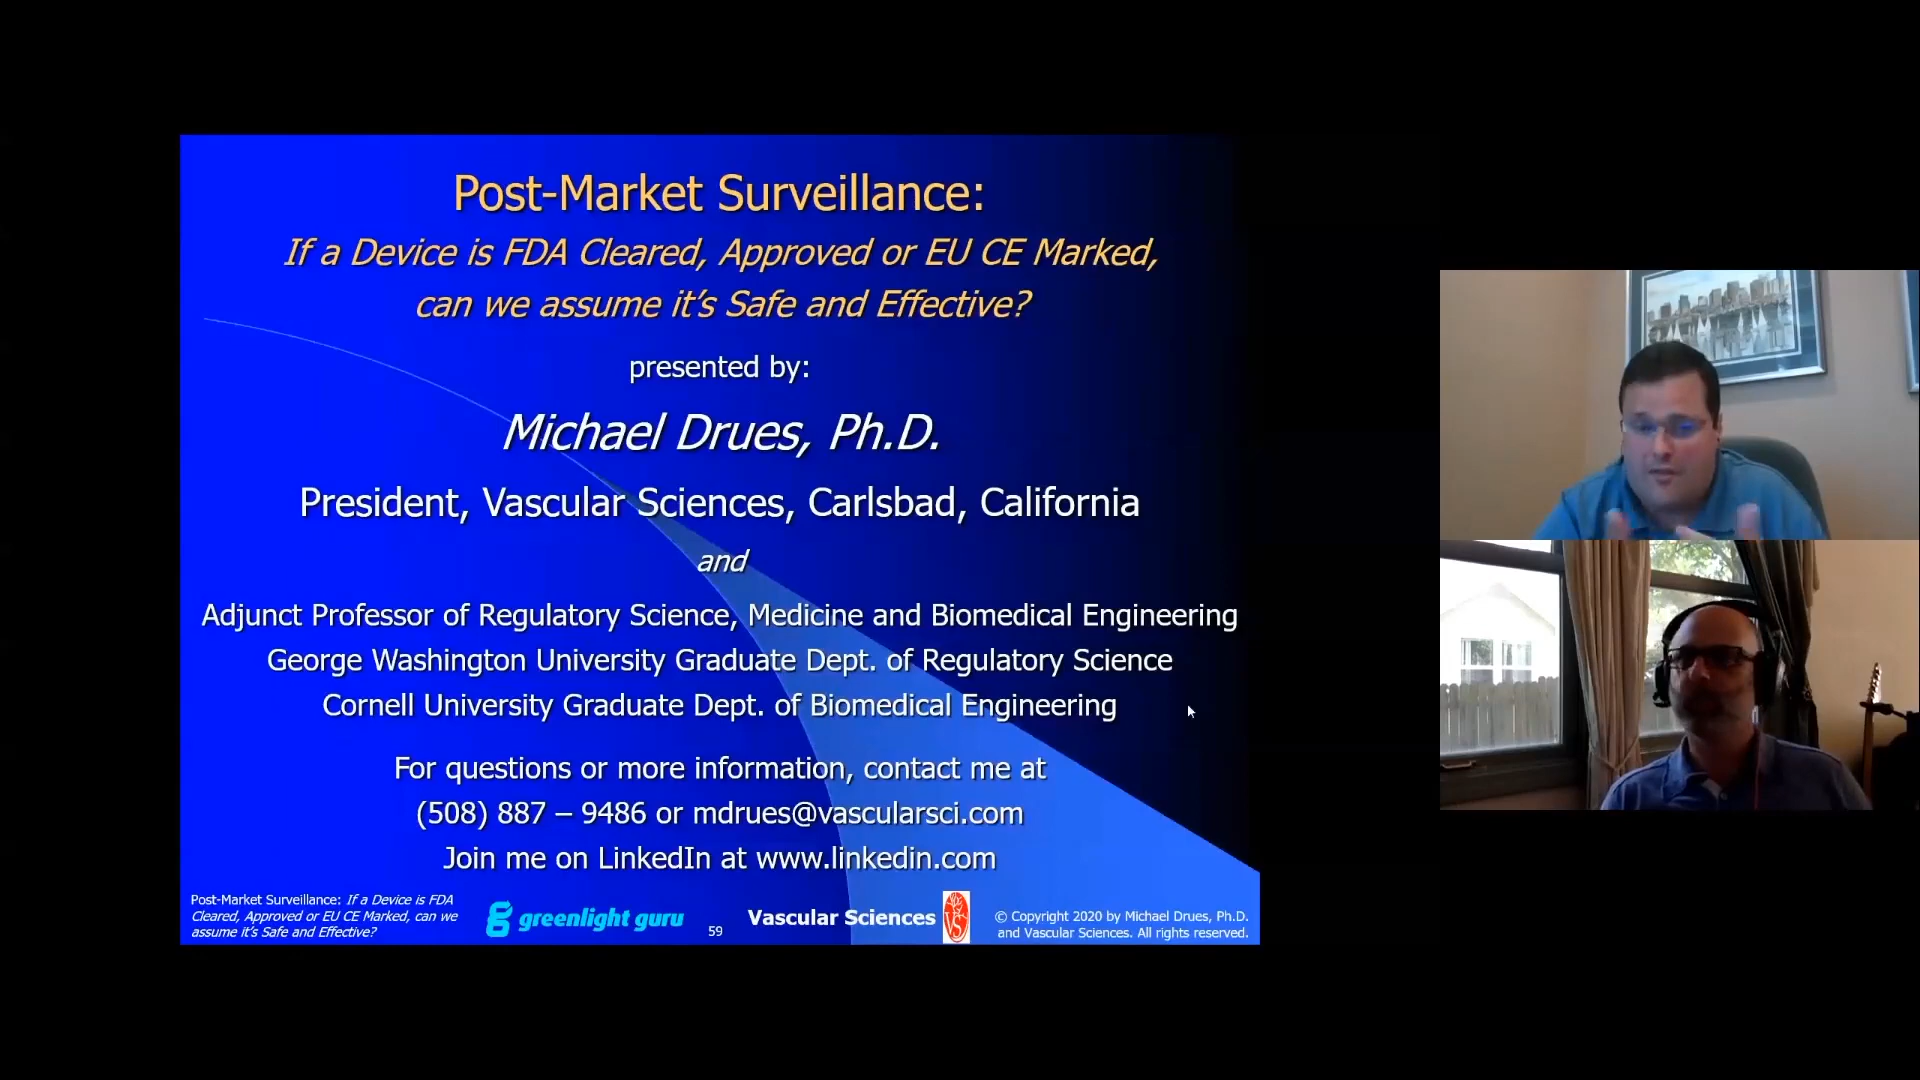 Post-Market Surveillance:
If a Device is FDA Cleared, Approved or EU CE Marked,
can we assume it's Safe and Effective?
presented by:
Michael Drues, Ph.D.
President, Vascular Sciences, Carlsbad, California
and
Adjunct Professor of Regulatory Science, Medicine and Biomedical Engineering
George Washington University Graduate Dept. of Regulatory Science
Cornell University Graduate Dept. of Biomedical Engineering
For questions or more information, contact me at
(508) 887 – 9486 or mdrues@vascularsci.com
Join me on LinkedIn at www.linkedin.com
Post-Market Surveillance: If a Device is FDA
Cleared, Approved or EU CE Marked, can we
assume it's Safe and Effective?
greenlight guru
59
Vascular Sciences
VS
© Copyright 2020 by Michael Drues, Ph.D.
and Vascular Sciences. All rights reserved.